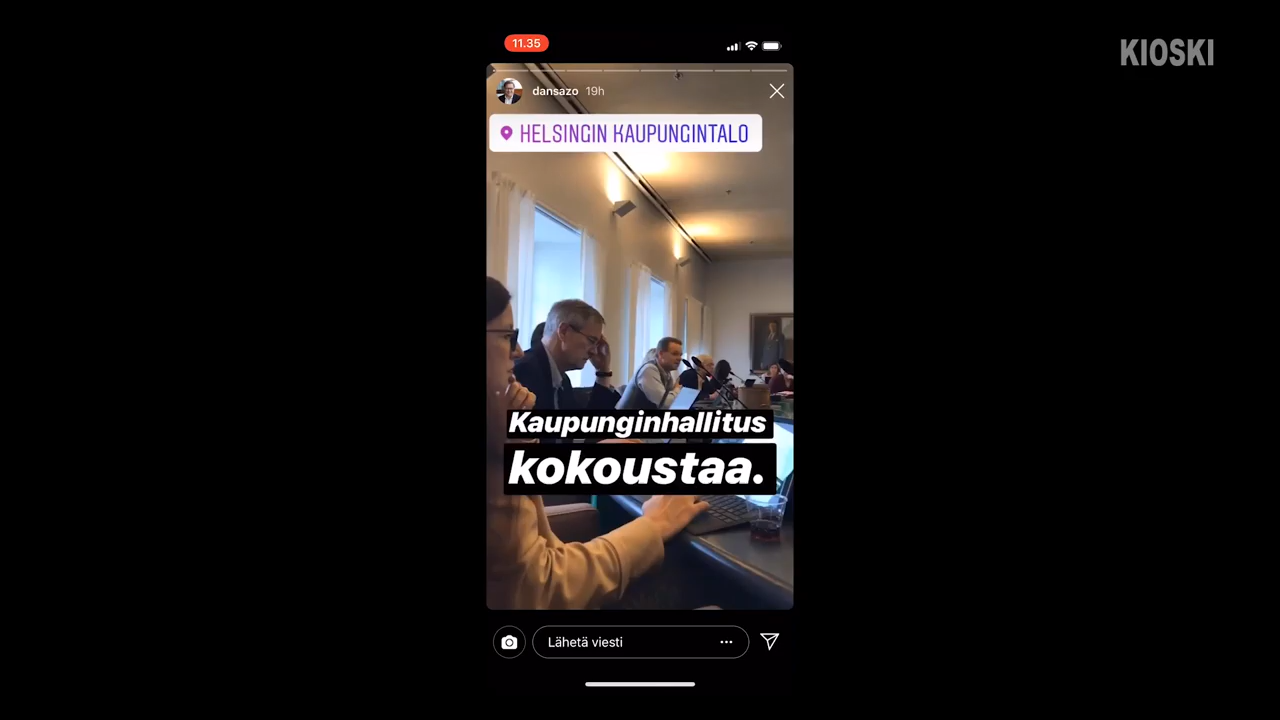 11.35
KIOSKI
dansazo 19h
HELSINGIN KAUPUNGINTALO
Kaupunginhallitus
kokoustaa.
Lähetä viesti